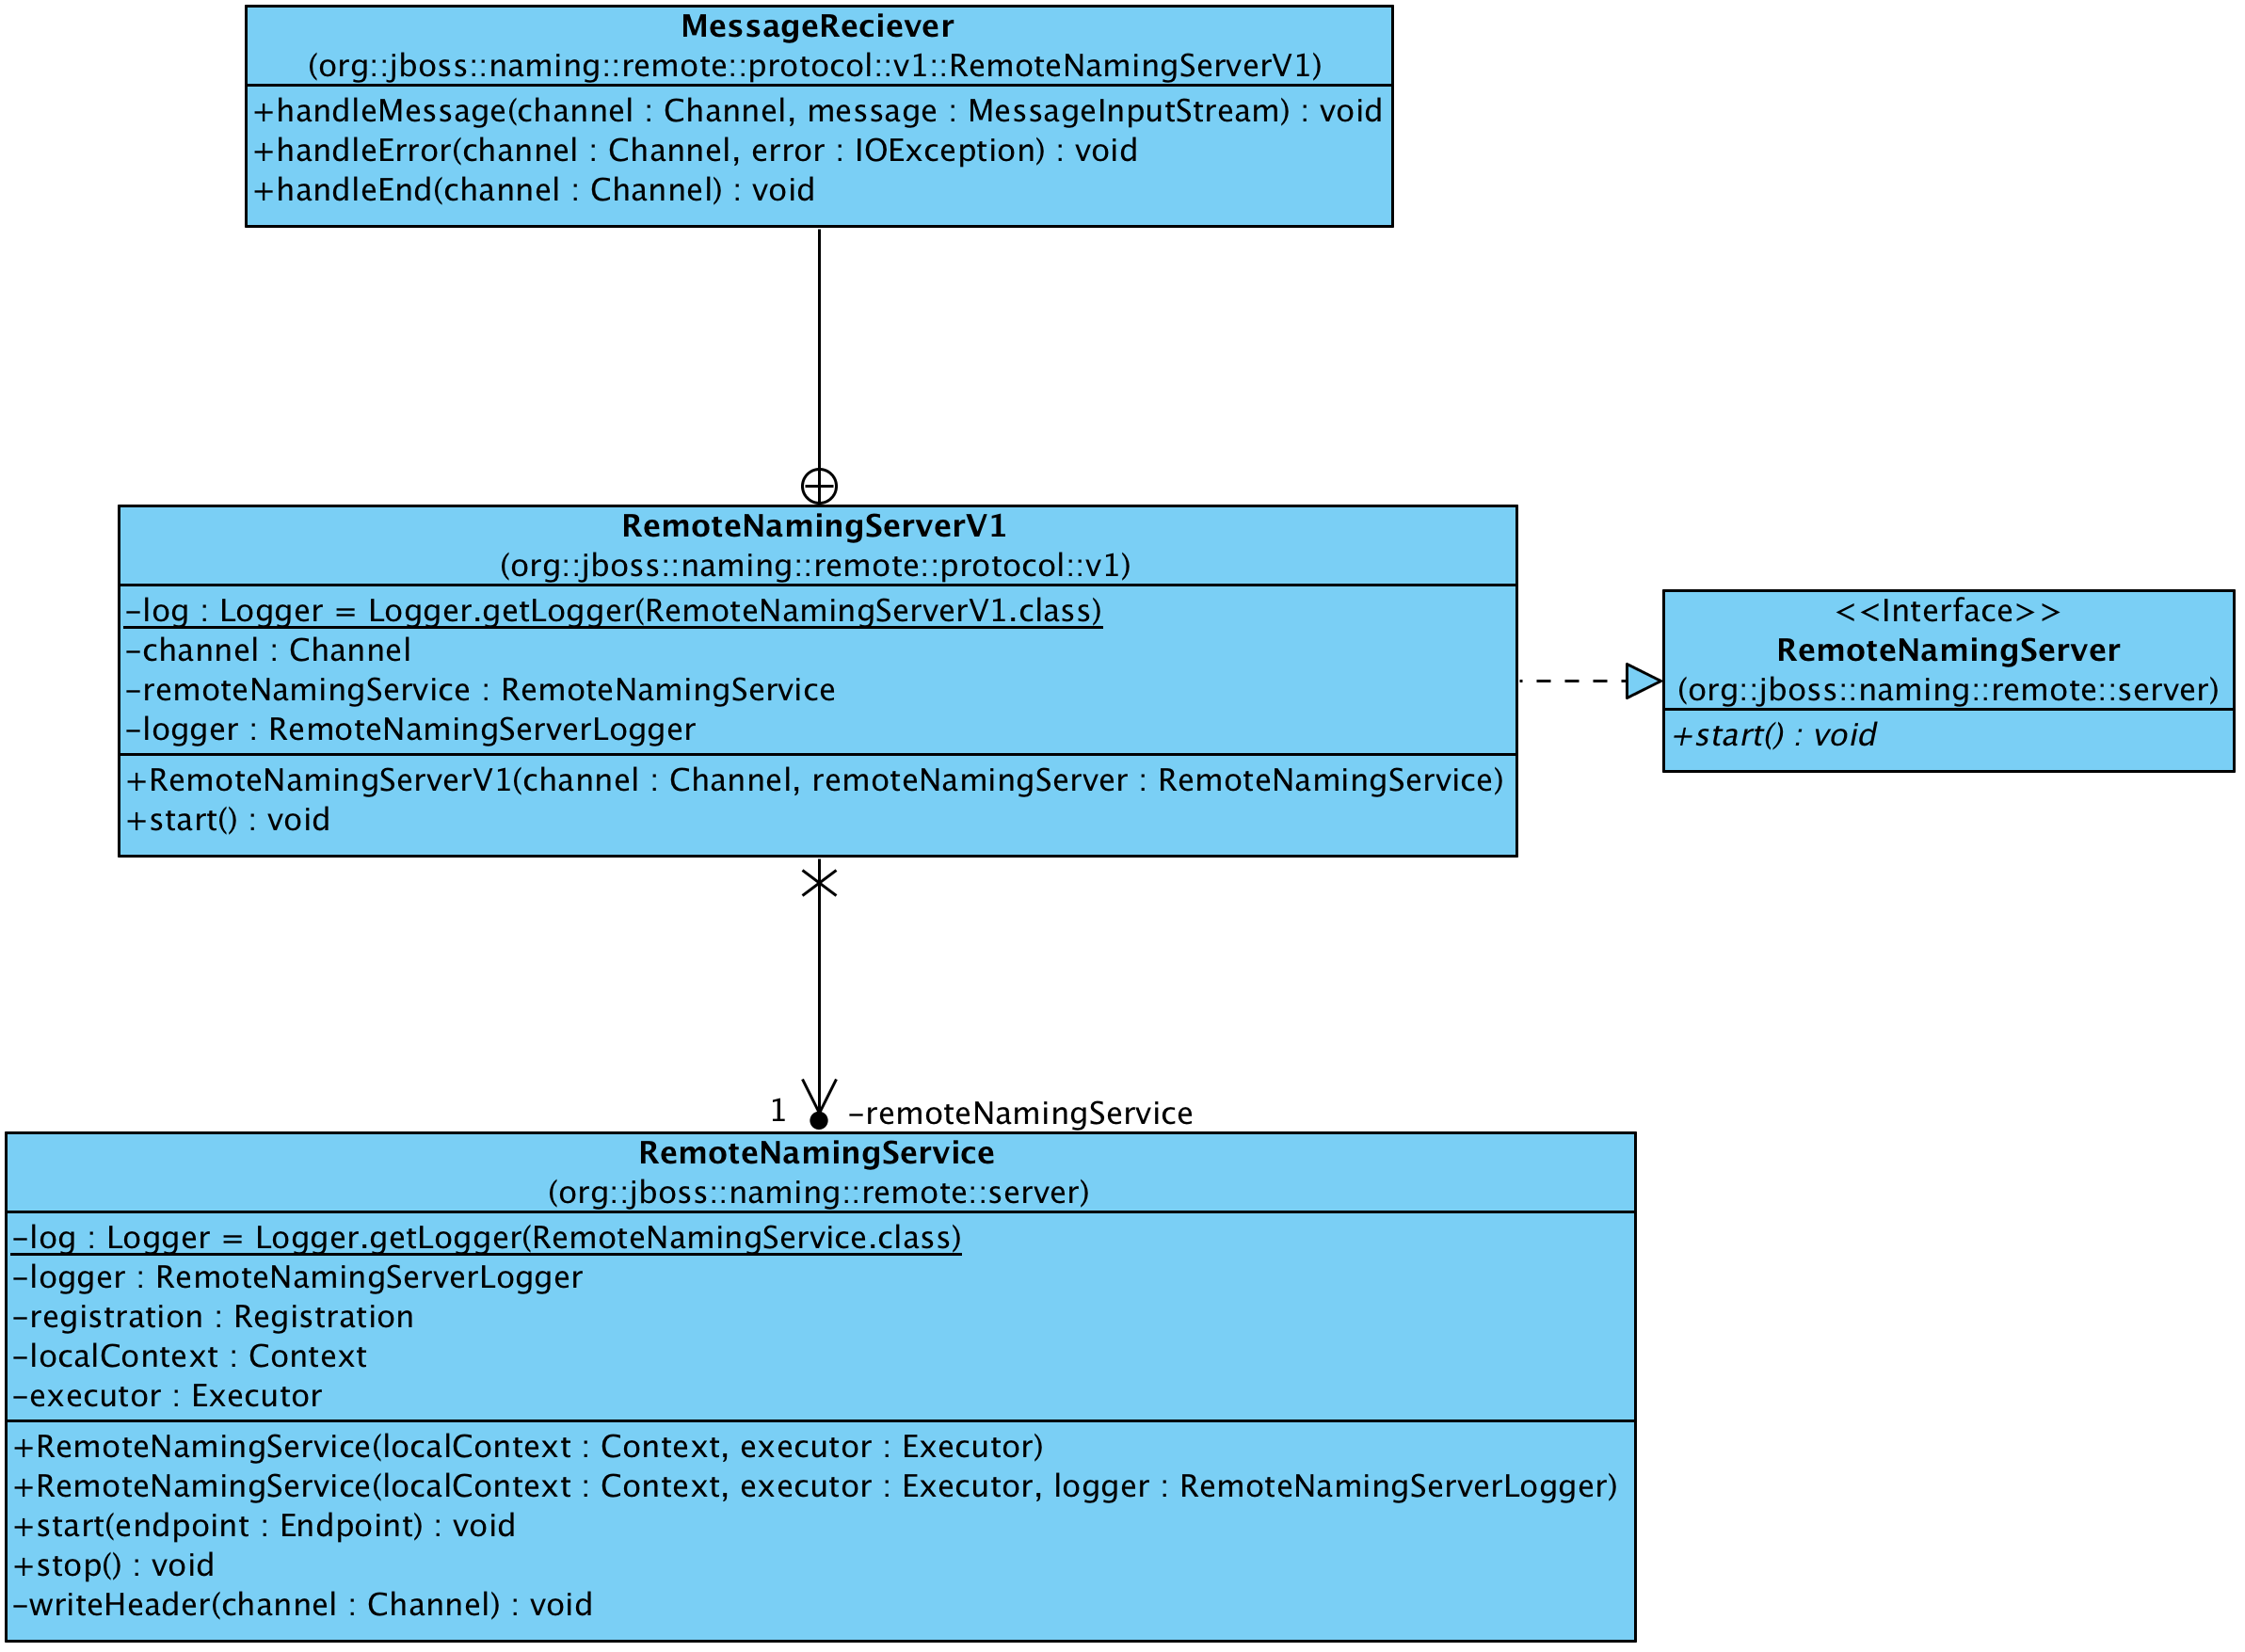 MessageReciever
(org::jboss::naming::remote::protocol::v1::RemoteNamingServerV1)
+handleMessage(channel : Channel, message : MessageInputStream) : void
+handleError(channel : Channel, error : IOException) : void
+handleEnd(channel : Channel) : void
RemoteNamingServerV1
(org::jboss::naming::remote::protocol::v1)
-log : Logger = Logger.getLogger(RemoteNamingServerV1.class)
-channel : Channel
-remoteNamingService : RemoteNamingService
-logger : RemoteNamingServerLogger
+RemoteNamingServerV1(channel : Channel, remoteNamingServer : RemoteNamingService)
+start() : void
<<Interface>>
RemoteNamingServer
(org::jboss::naming::remote::server)
+start() : void
1
-remoteNamingService
RemoteNamingService
(org::jboss::naming::remote::server)
-log : Logger = Logger.getLogger(RemoteNamingService.class)
-logger : RemoteNamingServerLogger
-registration : Registration
-localContext : Context
-executor : Executor
+RemoteNamingService(localContext : Context, executor : Executor)
+RemoteNamingService(localContext : Context, executor : Executor, logger : RemoteNamingServerLogger)
+start(endpoint : Endpoint) : void
+stop() : void
-writeHeader(channel : Channel) : void